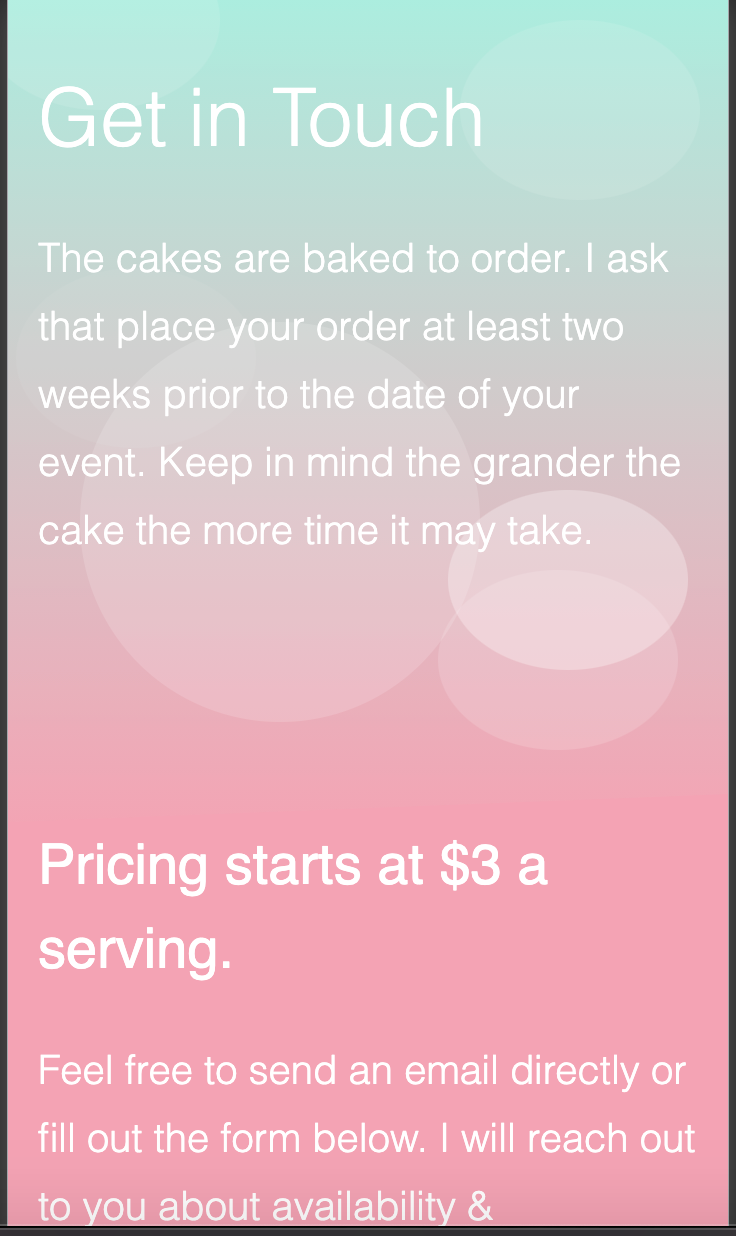 Get in Touch
The cakes are baked to order. I ask
that place your order at least two
weeks prior to the date of your
event. Keep in mind the grander the
cake the more time it may take.
Pricing starts at $3 a
serving.
Feel free to send an email directly or
fill out the form below. I will reach out
to you about availability &